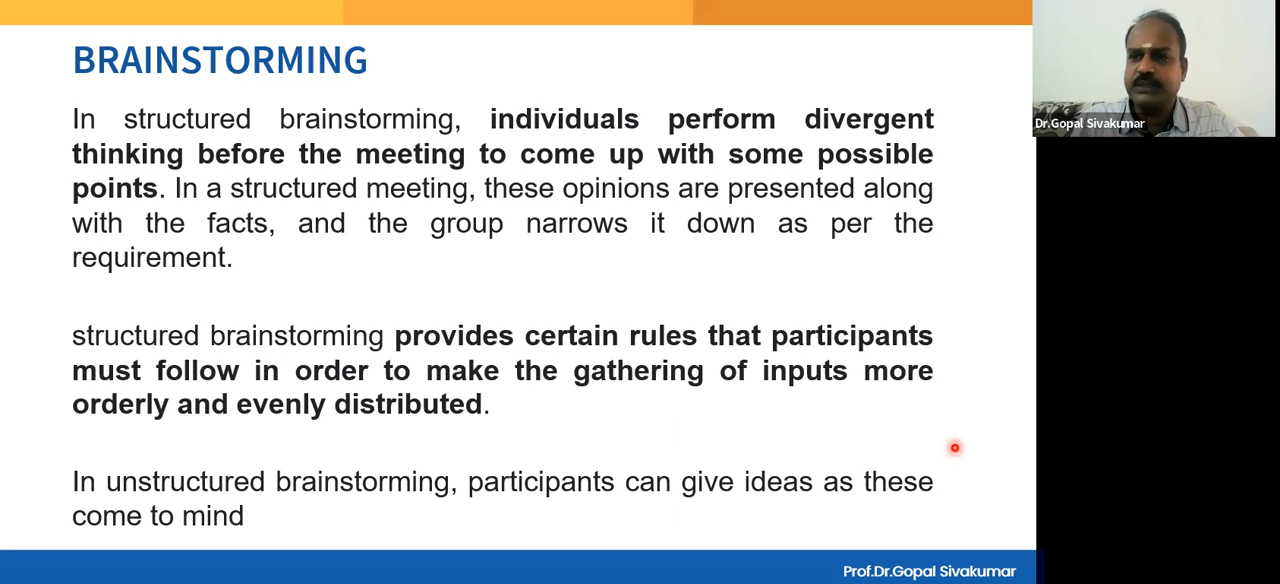 BRAINSTORMING
In structured brainstorming, individuals perform divergent
thinking before the meeting to come up with some possible
points. In a structured meeting, these opinions are presented along
with the facts, and the group narrows it down as per the
requirement.
structured brainstorming provides certain rules that participants
must follow in order to make the gathering of inputs more
orderly and evenly distributed.
In unstructured brainstorming, participants can give ideas as these
come to mind
Prof.Dr.Gopal Sivakumar
Dr.Gopal Sivakumar